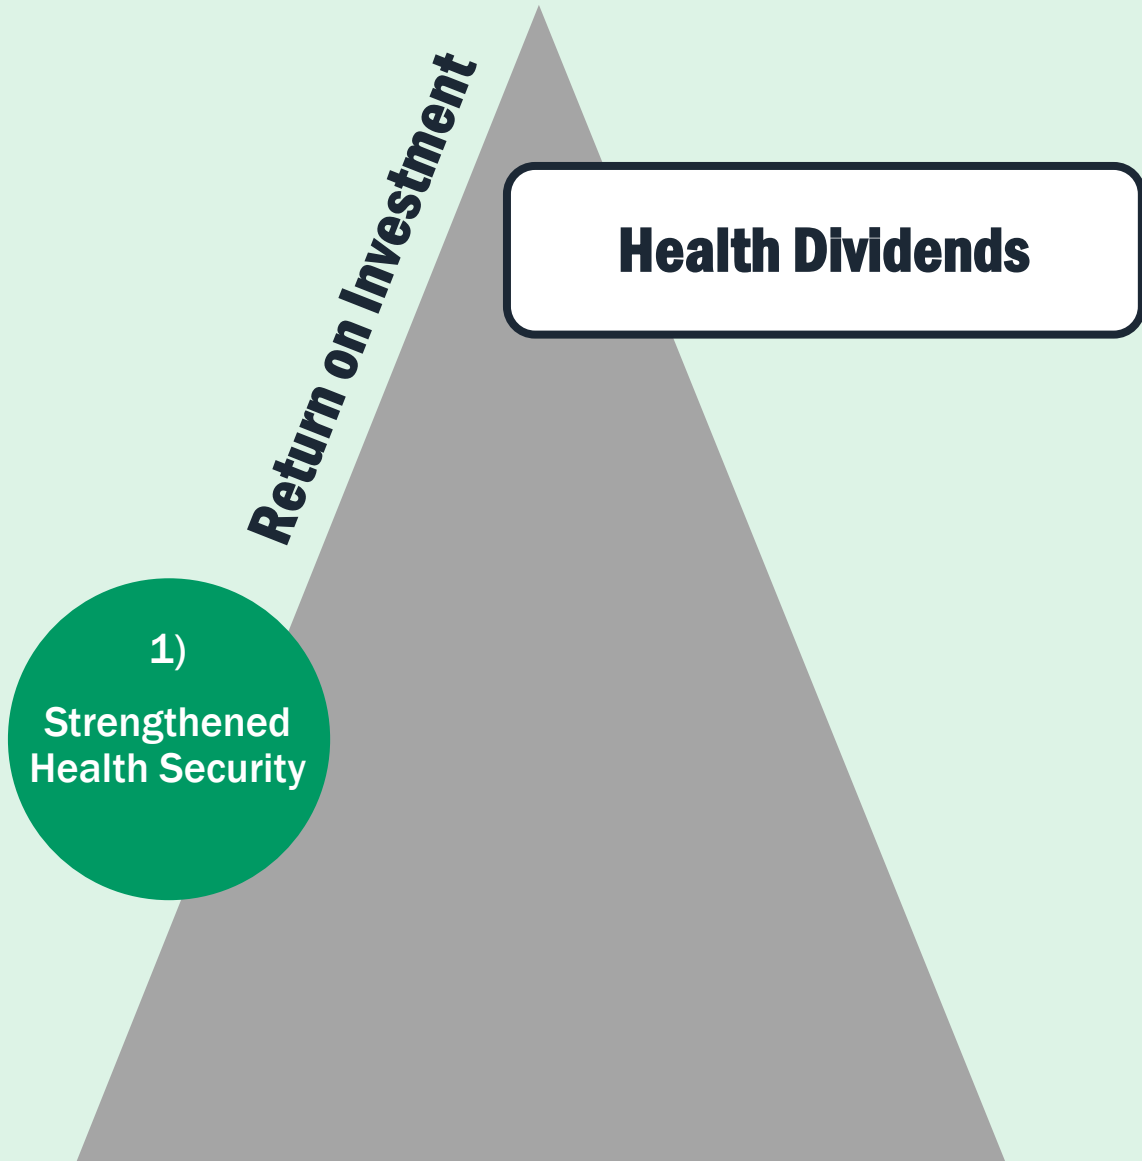 Return on Investment
Health Dividends
1)
Strengthened
Health Security